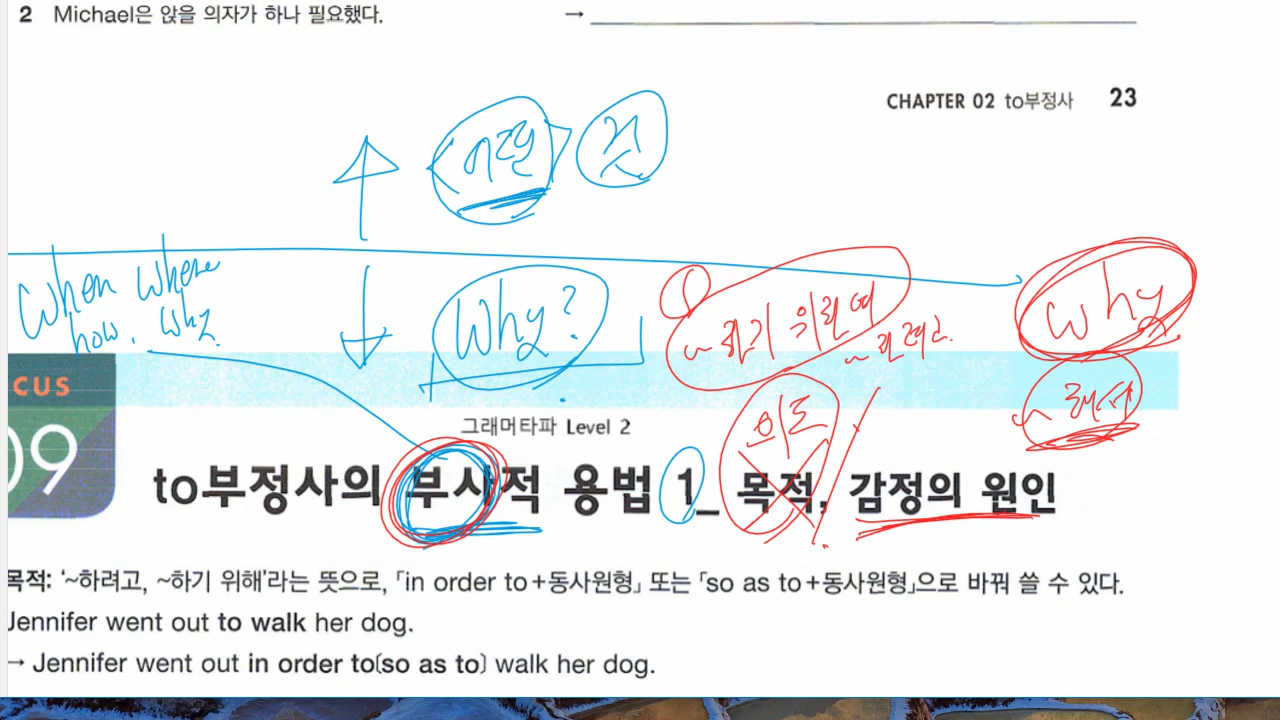 2 Michael은 앉을 의자가 하나 필요했다. →
CHAPTER 02 to부정사 23
어떤 것
When where
how, why
Why?
~하기 위하여
~하려고
why
~해서
CUS
09
그래머타파 Level 2
의도
to부정사의 부사적 용법 1_ 목적, 감정의 원인
목적: '~하려고, ~하기 위해'라는 뜻으로, 「in order to+동사원형」 또는 「so as to+동사원형」으로 바꿔 쓸 수 있다.
Jennifer went out to walk her dog.
→ Jennifer went out in order to(so as to) walk her dog.